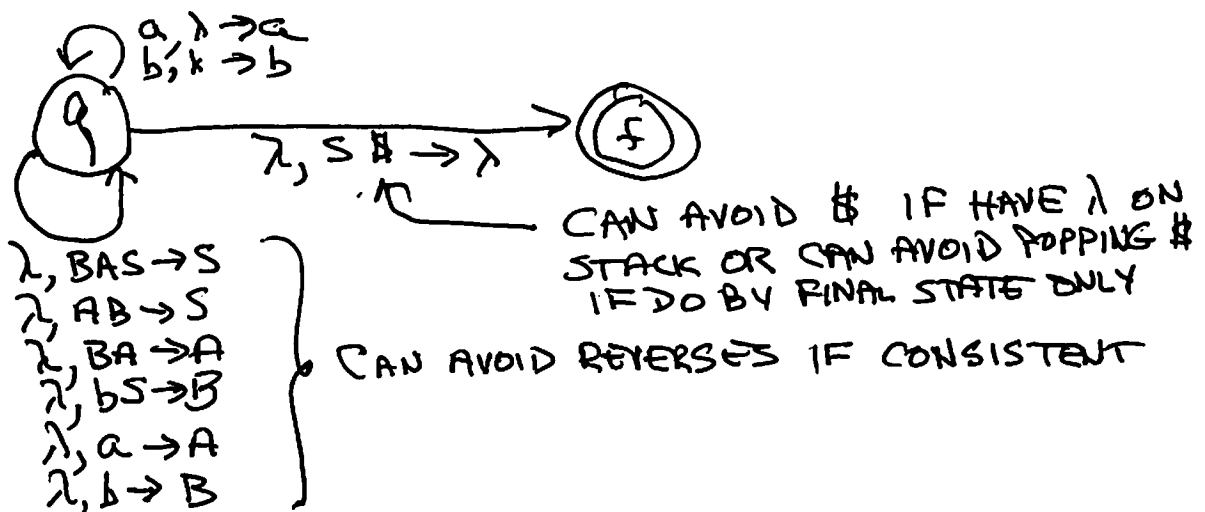 a, λ → a
b, λ → b
q
f
λ, S $ → λ
CAN AVOID $ IF HAVE λ ON
STACK OR CAN AVOID POPPING $
IF DO BY FINAL STATE ONLY
λ, BAS → S
λ, AB → S
λ, BA → A
λ, bS → B
λ, a → A
λ, b → B
CAN AVOID REVERSES IF CONSISTENT